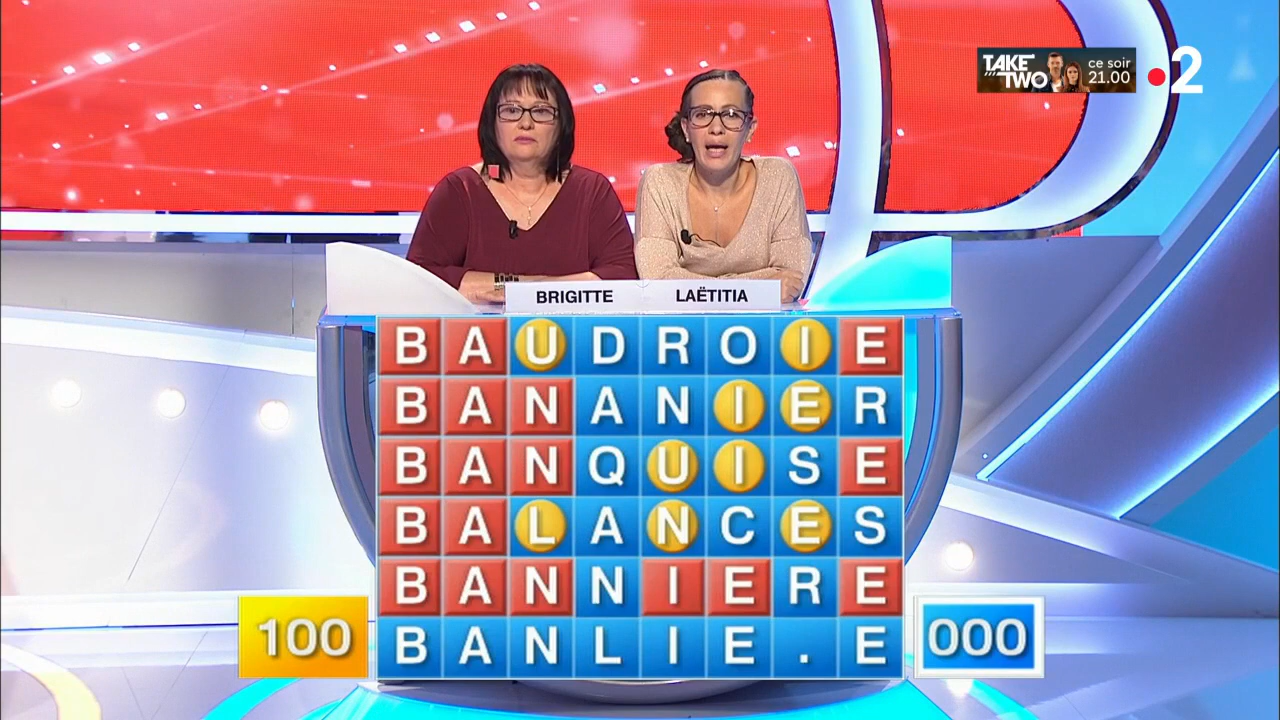 TAKE
TWO
ce soir
21.00
2
BRIGITTE LAËTITIA
BAUDROIE
BANANIER
BANQUISE
BALANCES
BANNIERE
BANLIE.E
100
000